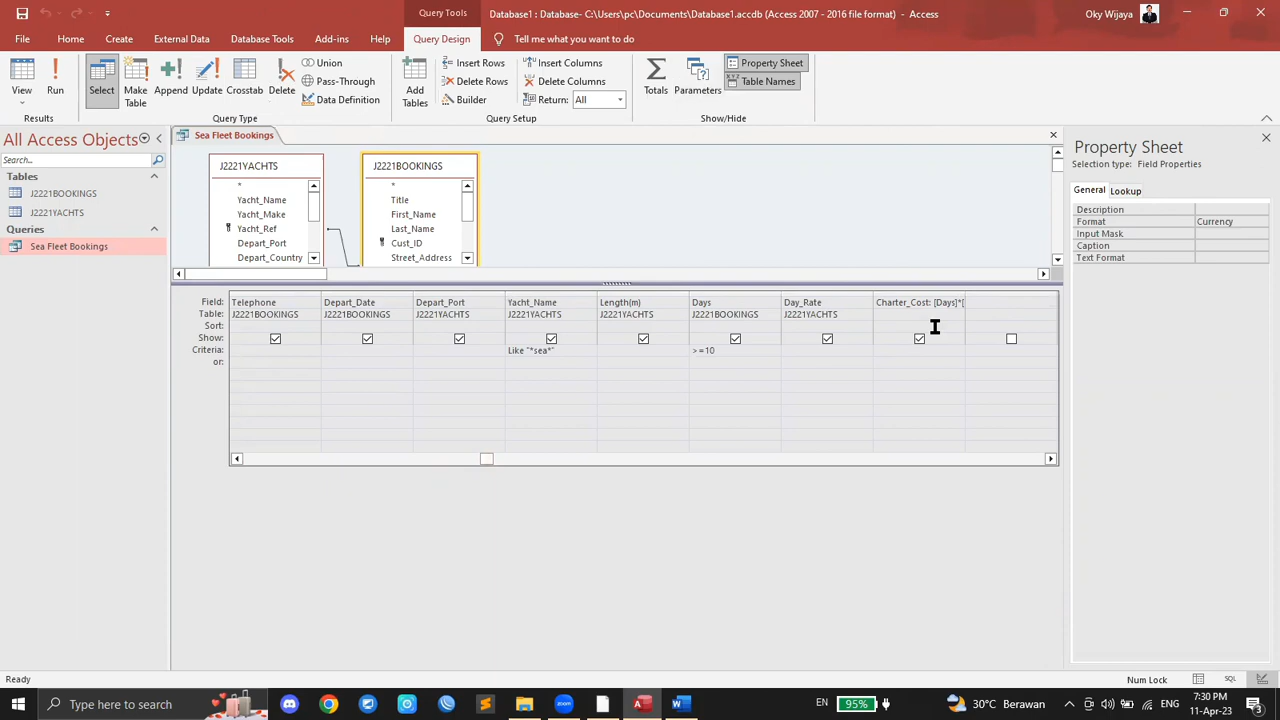 Query Tools
Database1 : Database- C:\Users\pc\Documents\Database1.accdb (Access 2007 - 2016 file format) - Access
Oky Wijaya
File Home Create External Data Database Tools Add-ins Help Query Design Tell me what you want to do
View
Run
Select
Make Table
Append
Update
Crosstab
Delete
Union
Pass-Through
Data Definition
Add Tables
Insert Rows
Delete Rows
Builder
Insert Columns
Delete Columns
Return: All
Totals
Parameters
Property Sheet
Table Names
Results
Query Type
Query Setup
Show/Hide
All Access Objects
Search...
Tables
J2221BOOKINGS
J2221YACHTS
Queries
Sea Fleet Bookings
Sea Fleet Bookings
J2221YACHTS
*
Yacht_Name
Yacht_Make
Yacht_Ref
Depart_Port
Depart_Country
J2221BOOKINGS
*
Title
First_Name
Last_Name
Cust_ID
Street_Address
Field: Telephone Depart_Date Depart_Port Yacht_Name Length(m) Days Day_Rate Charter_Cost: [Days]*[
Table: J2221BOOKINGS J2221BOOKINGS J2221YACHTS J2221YACHTS J2221YACHTS J2221BOOKINGS J2221YACHTS
Sort:
Show:
Criteria: Like "*sea*" >=10
or:
Property Sheet
Selection type: Field Properties
General Lookup
Description
Format Currency
Input Mask
Caption
Text Format
Ready
Num Lock
SQL
Type here to search
EN
95%
30°C Berawan
ENG
7:30 PM
11-Apr-23
3